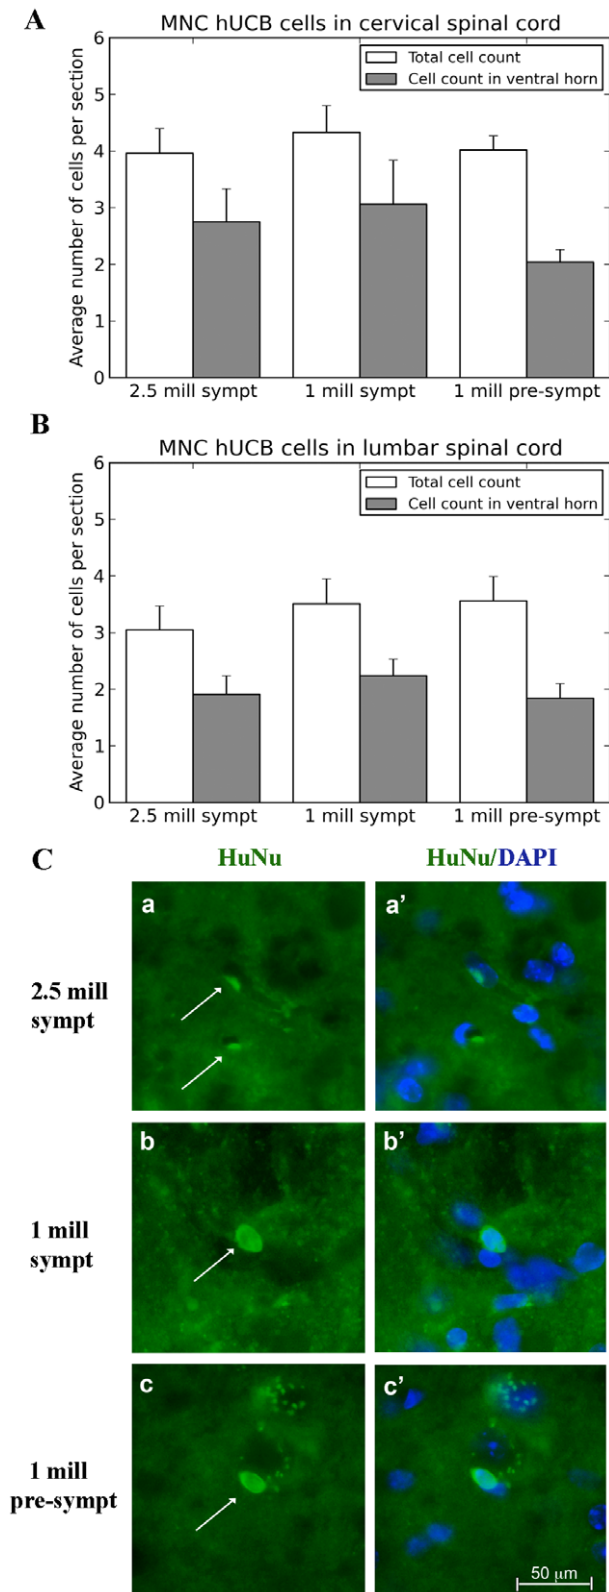 A
MNC hUCB cells in cervical spinal cord
Average number of cells per section
6
5
4
3
2
1
0
Total cell count
Cell count in ventral horn
2.5 mill sympt
1 mill sympt
1 mill pre-sympt
B
MNC hUCB cells in lumbar spinal cord
Average number of cells per section
6
5
4
3
2
1
0
Total cell count
Cell count in ventral horn
2.5 mill sympt
1 mill sympt
1 mill pre-sympt
C
HuNu
HuNu/DAPI
2.5 mill
sympt
a
a’
1 mill
sympt
b
b’
1 mill
pre-sympt
c
c’
50 µm